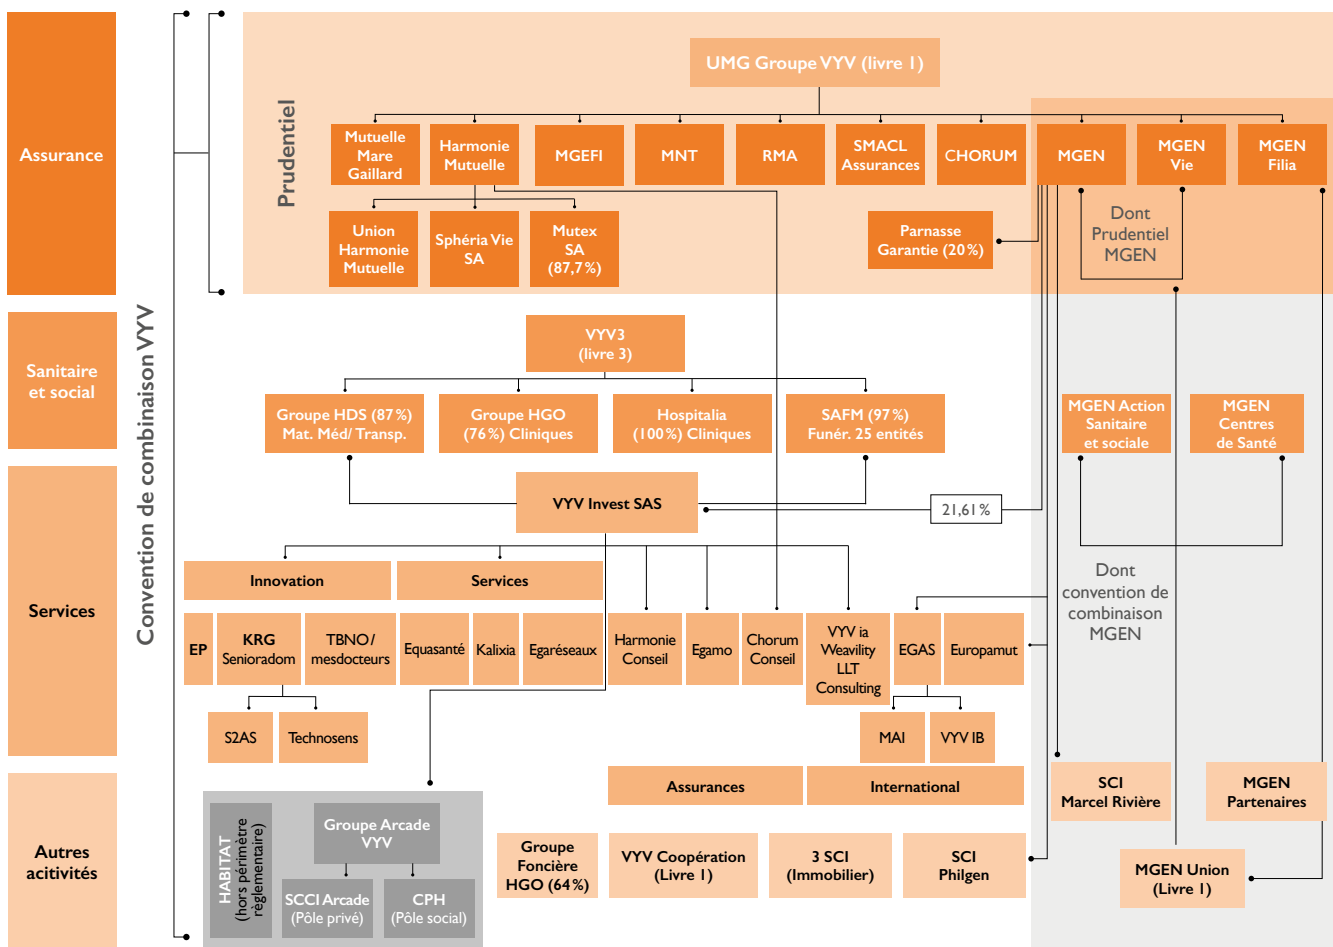 Assurance
Sanitaire
et social
Services
Autres
acitivités
Convention de combinaison VYV
Prudentiel
UMG Groupe VYV (livre 1)
Mutuelle
Mare
Gaillard
Harmonie
Mutuelle
MGEFI
MNT
RMA
SMACL
Assurances
CHORUM
MGEN
MGEN
Vie
MGEN
Filia
Union
Harmonie
Mutuelle
Sphéria Vie
SA
Mutex
SA
(87,7%)
Parnasse
Garantie (20%)
Dont
Prudentiel
MGEN
VYV3
(livre 3)
Groupe HDS (87%)
Mat. Méd/ Transp.
Groupe HGO
(76%) Cliniques
Hospitalia
(100%) Cliniques
SAFM (97%)
Funér. 25 entités
MGEN Action
Sanitaire
et sociale
MGEN
Centres
de Santé
VYV Invest SAS
21,61%
Dont
convention de
combinaison
MGEN
Innovation
Services
EP
KRG
Senioradom
TBNO/
mesdocteurs
Equasanté
Kalixia
Egaréseaux
Harmonie
Conseil
Egamo
Chorum
Conseil
VYV ia
Weavility
LLT
Consulting
EGAS
Europamut
S2AS
Technosens
MAI
VYV IB
Assurances
International
SCI
Marcel Rivière
MGEN
Partenaires
HABITAT
(hors périmètre
règlementaire)
Groupe Arcade
VYV
SCCI Arcade
(Pôle privé)
CPH
(Pôle social)
Groupe
Foncière
HGO (64%)
VYV Coopération
(Livre 1)
3 SCI
(Immobilier)
SCI
Philgen
MGEN Union
(Livre 1)